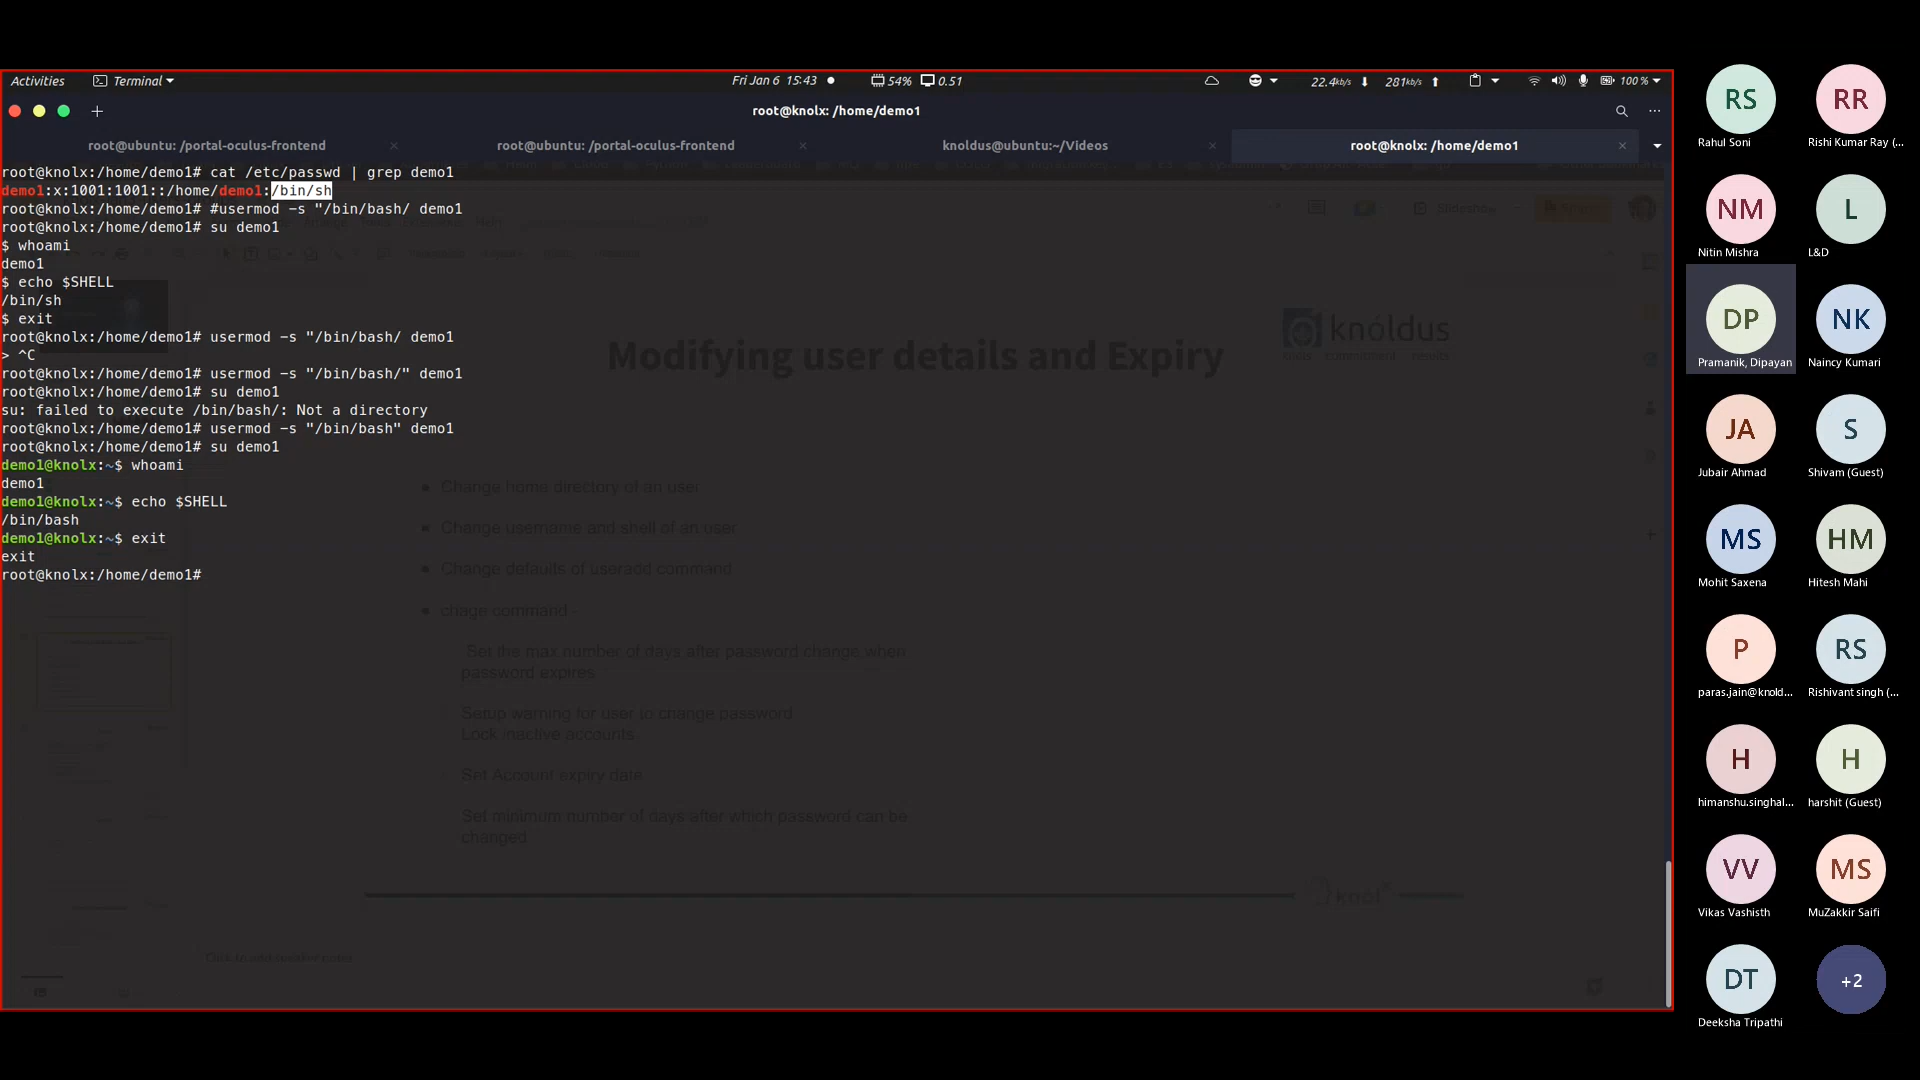 Activities
Terminal
Fri Jan 6 15:43
54%
0.51
22.4kb/s
281kb/s
100 %
root@knolx: /home/demo1
root@ubuntu: /portal-oculus-frontend
root@ubuntu: /portal-oculus-frontend
knoldus@ubuntu:~/Videos
root@knolx: /home/demo1
root@knolx:/home/demo1# cat /etc/passwd | grep demo1
demo1:x:1001:1001::/home/demo1:/bin/sh
root@knolx:/home/demo1# #usermod -s "/bin/bash/ demo1
root@knolx:/home/demo1# su demo1
$ whoami
demo1
$ echo $SHELL
/bin/sh
$ exit
root@knolx:/home/demo1# usermod -s "/bin/bash/ demo1
> ^C
root@knolx:/home/demo1# usermod -s "/bin/bash/" demo1
root@knolx:/home/demo1# su demo1
su: failed to execute /bin/bash/: Not a directory
root@knolx:/home/demo1# usermod -s "/bin/bash" demo1
root@knolx:/home/demo1# su demo1
demo1@knolx:~$ whoami
demo1
demo1@knolx:~$ echo $SHELL
/bin/bash
demo1@knolx:~$ exit
exit
root@knolx:/home/demo1#
Slideshow
knoldus
Modifying user details and Expiry
Change home directory of an user
Change username and shell of an user
Change defaults of useradd command
chage command -
Set the max number of days after password change when
password expires
Setup warning for user to change password
Lock inactive accounts
Set Account expiry date
Set minimum number of days after which password can be
changed
RS
Rahul Soni
RR
Rishi Kumar Ray (...
NM
Nitin Mishra
L
L&D
DP
Pramanik, Dipayan
NK
Naincy Kumari
JA
Jubair Ahmad
S
Shivam (Guest)
MS
Mohit Saxena
HM
Hitesh Mahi
P
paras.jain@knold...
RS
Rishivant singh (...
H
himanshu.singhal...
H
harshit (Guest)
VV
Vikas Vashisth
MS
MuZakkir Saifi
DT
Deeksha Tripathi
+2